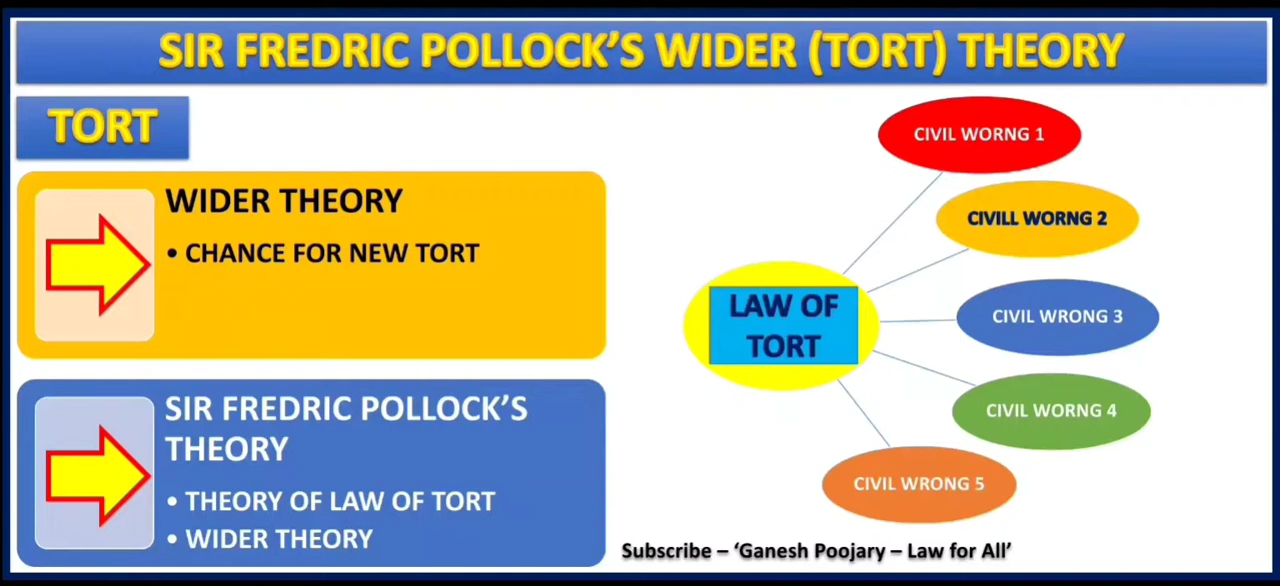 SIR FREDRIC POLLOCK’S WIDER (TORT) THEORY
TORT
WIDER THEORY
• CHANCE FOR NEW TORT
SIR FREDRIC POLLOCK’S
THEORY
• THEORY OF LAW OF TORT
• WIDER THEORY
LAW OF
TORT
CIVIL WORNG 1
CIVILL WORNG 2
CIVIL WRONG 3
CIVIL WORNG 4
CIVIL WRONG 5
Subscribe – ‘Ganesh Poojary – Law for All’